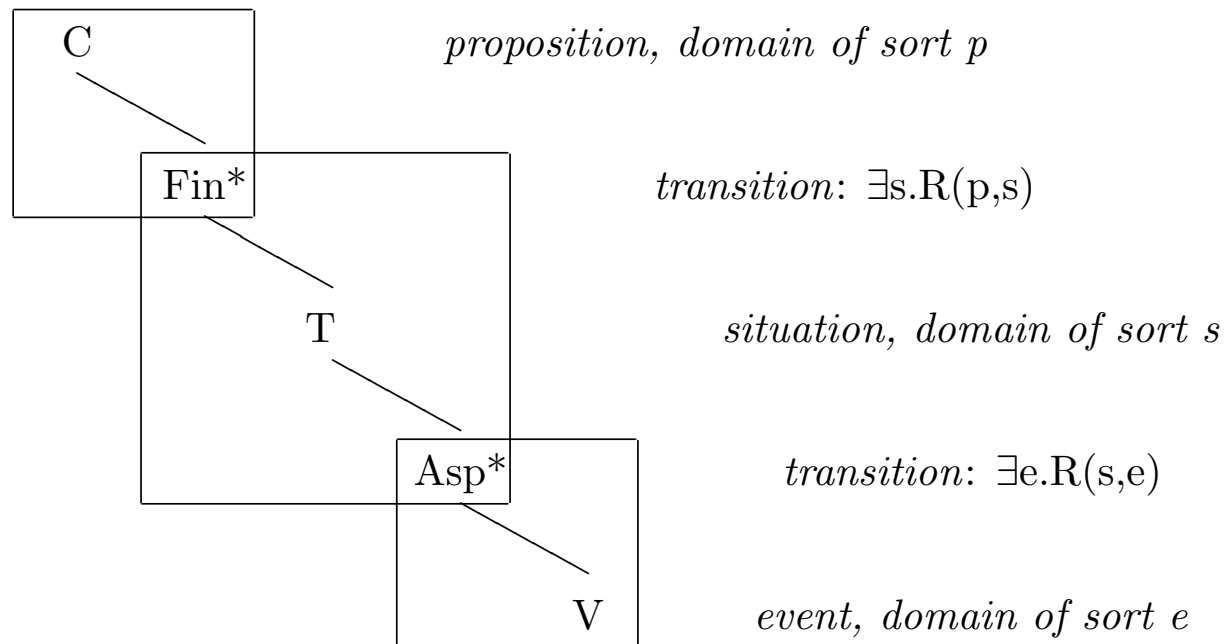 C proposition, domain of sort p
Fin* transition: ∃s.R(p,s)
T situation, domain of sort s
Asp* transition: ∃e.R(s,e)
V event, domain of sort e